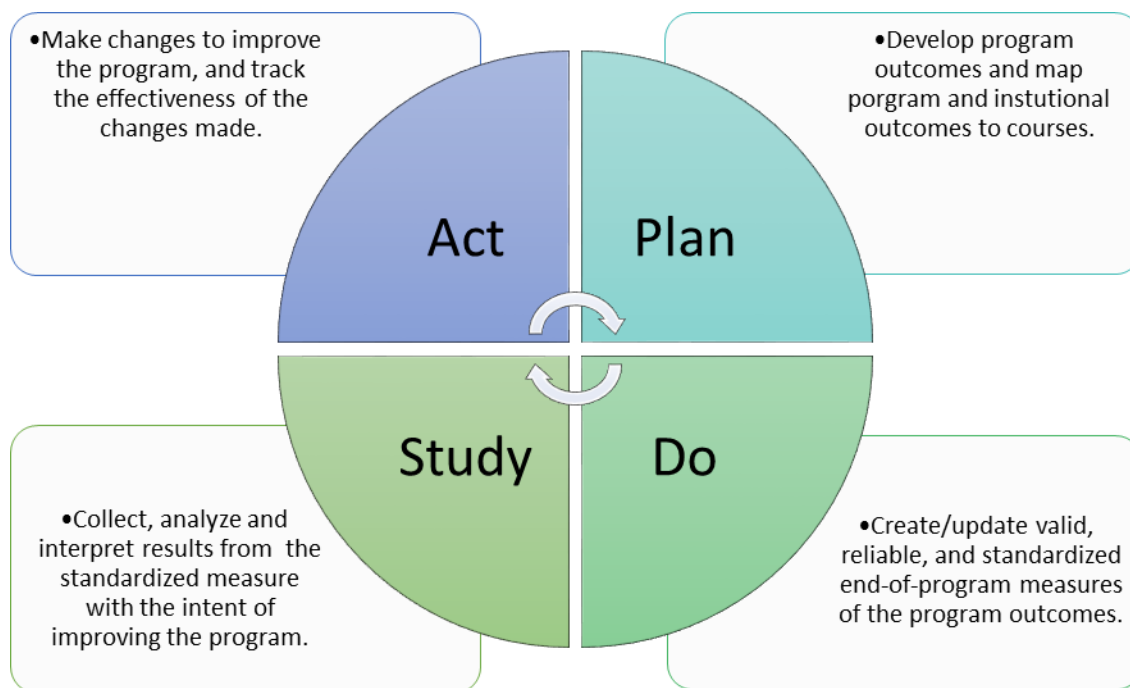 •Make changes to improve
the program, and track
the effectiveness of the
changes made.
•Develop program
outcomes and map
porgram and instutional
outcomes to courses.
Act
Plan
Study
Do
•Collect, analyze and
interpret results from  the
standardized measure
with the intent of
improving the program.
•Create/update valid,
reliable, and standardized
end-of-program measures
of the program outcomes.